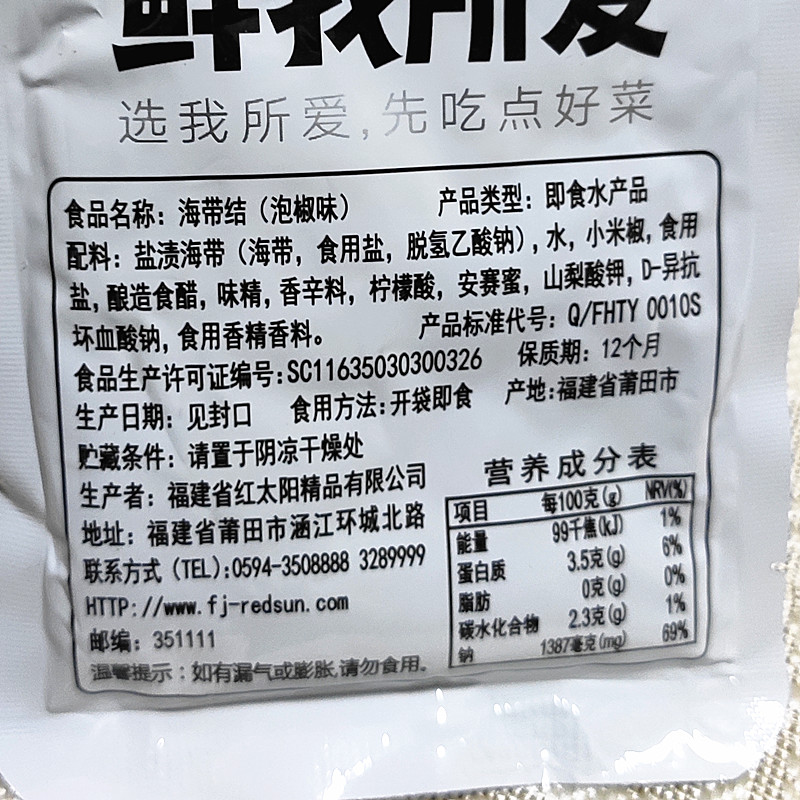 鲜我所爱
选我所爱,先吃点好菜
食品名称：海带结（泡椒味） 产品类型：即食水产品
配料：盐渍海带（海带，食用盐，脱氢乙酸钠），水，小米椒，食用
盐，酿造食醋，味精，香辛料，柠檬酸，安赛蜜，山梨酸钾，D-异抗
坏血酸钠，食用香精香料。 产品标准代号：Q/FHTY 0010S
食品生产许可证编号：SC11635030300326 保质期：12个月
生产日期：见封口 食用方法：开袋即食 产地：福建省莆田市
贮藏条件：请置于阴凉干燥处
生产者：福建省红太阳精品有限公司
地址：福建省莆田市涵江环城北路
联系方式（TEL）：0594-3508888 3289999
HTTP://www.fj-redsun.com
邮编：351111
温馨提示：如有漏气或膨胀,请勿食用。
营养成分表
项目 每100克(g) NRV(%)
能量 99千焦(kJ) 1%
蛋白质 3.5克(g) 6%
脂肪 0克(g) 0%
碳水化合物 2.3克(g) 1%
钠 1387毫克(mg) 69%